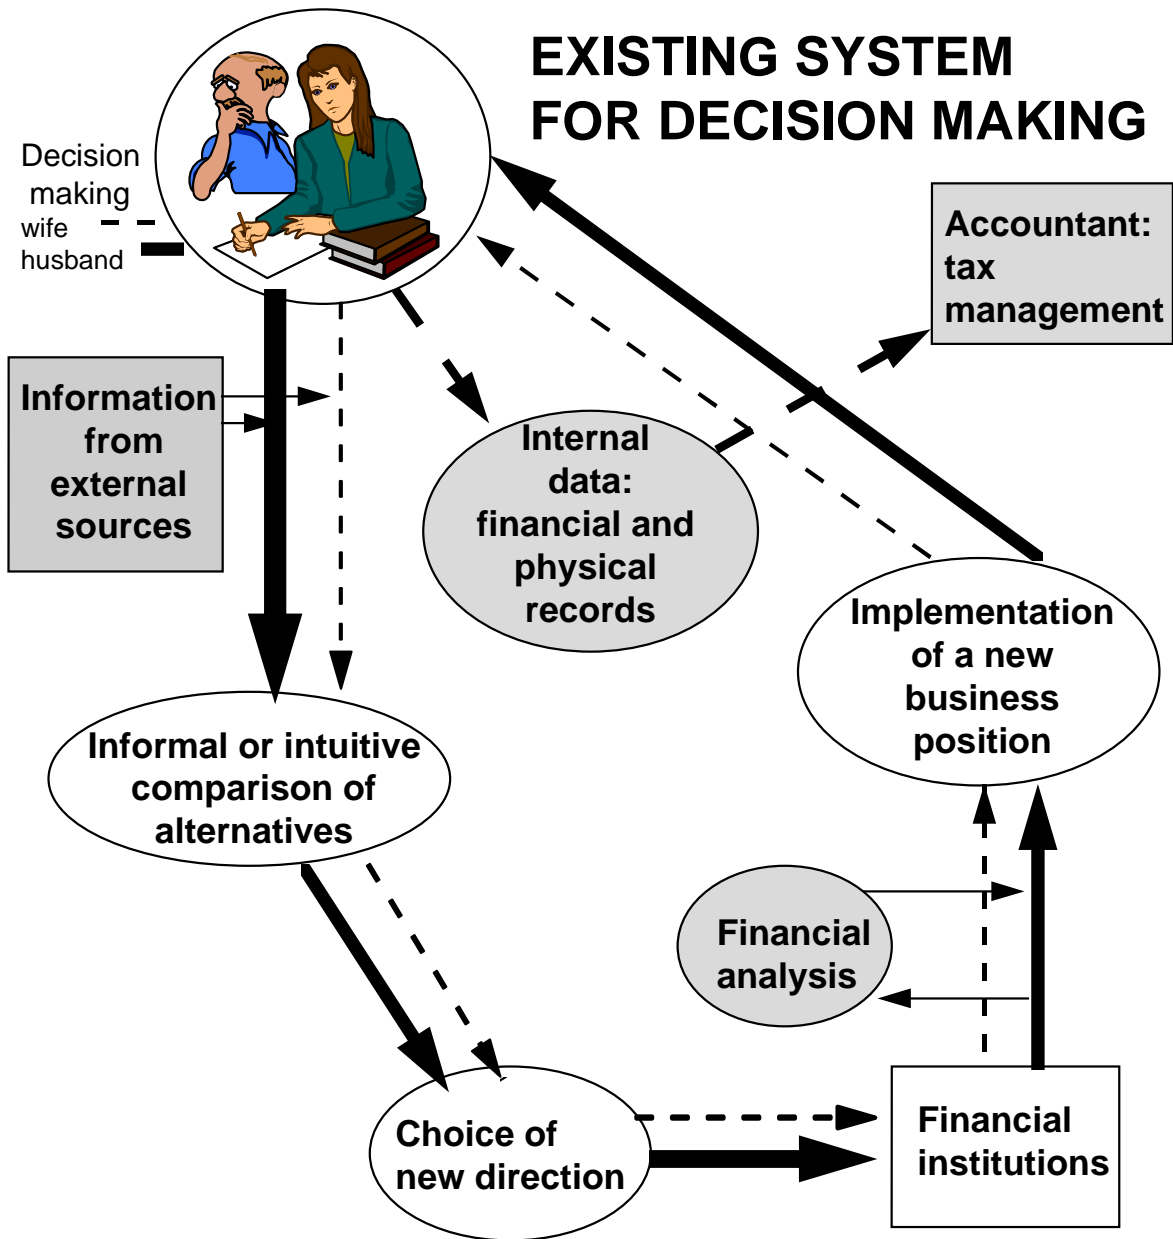 EXISTING SYSTEM
FOR DECISION MAKING
Decision
making
wife
husband
Accountant:
tax
management
Information
from
external
sources
Internal
data:
financial and
physical
records
Implementation
of a new
business
position
Informal or intuitive
comparison of
alternatives
Financial
analysis
Choice of
new direction
Financial
institutions